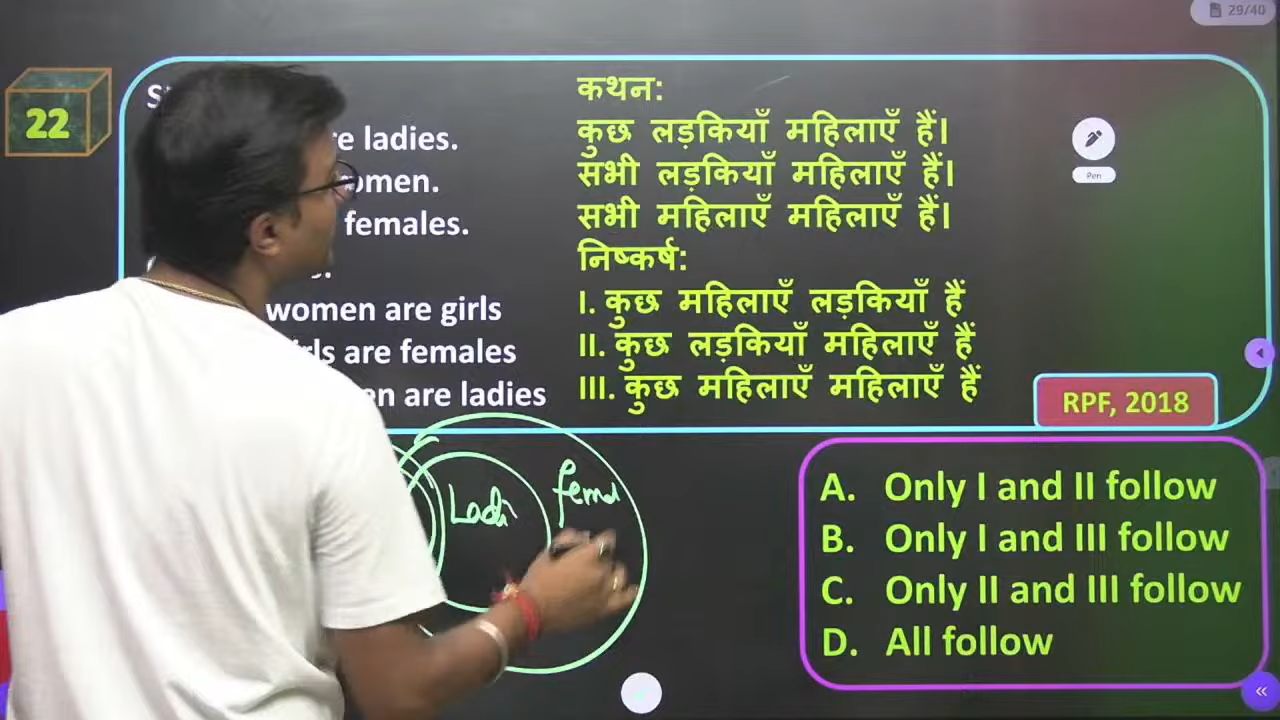 29/40
22
re ladies.
omen.
females.
women are girls
are females
are ladies
कथन:
कुछ लड़कियाँ महिलाएँ हैं।
सभी लड़कियाँ महिलाएँ हैं।
सभी महिलाएँ महिलाएँ हैं।
निष्कर्ष:
I. कुछ महिलाएँ लड़कियाँ हैं
II. कुछ लड़कियाँ महिलाएँ हैं
III. कुछ महिलाएँ महिलाएँ हैं
Pen
RPF, 2018
Ladi
femal
A. Only I and II follow
B. Only I and III follow
C. Only II and III follow
D. All follow